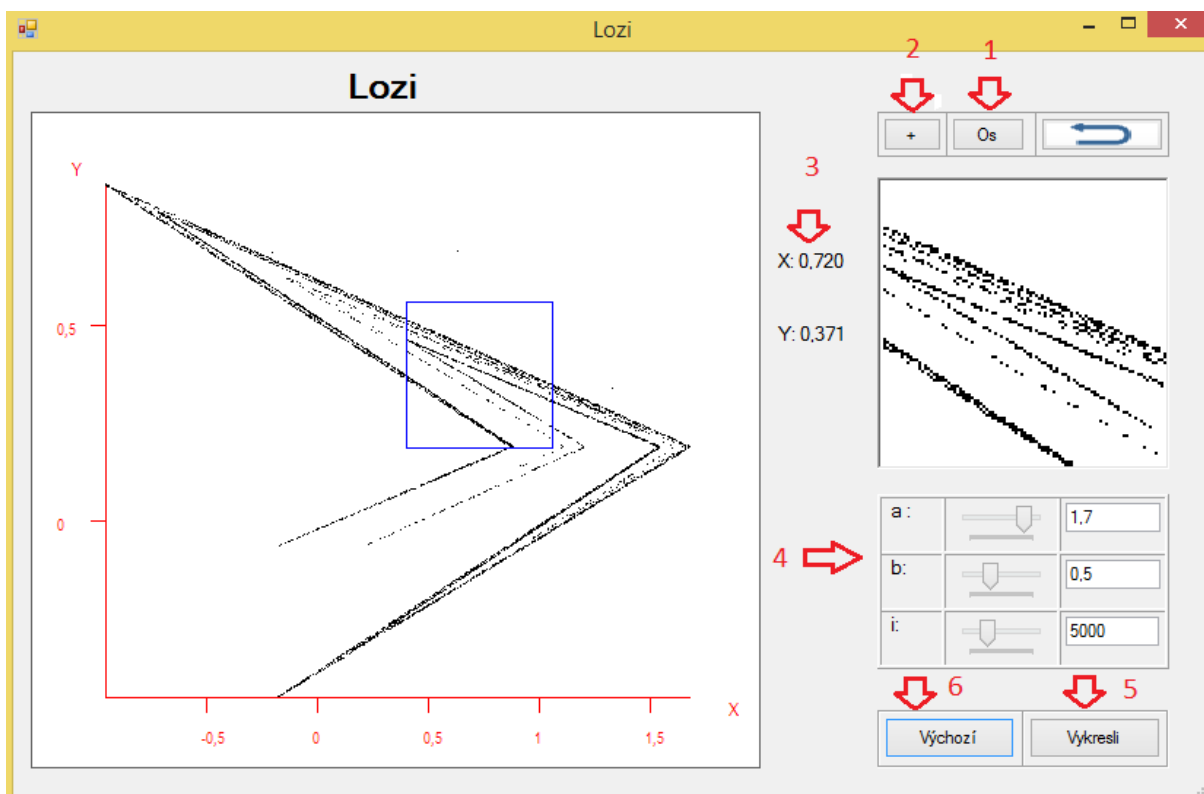 Lozi
Lozi
2
1
+
Os
3
X: 0,720
Y: 0,371
Y
0,5
0
-0,5
0
0,5
1
1,5
X
4
a :
1,7
b:
0,5
i:
5000
6
5
Výchozí
Vykresli